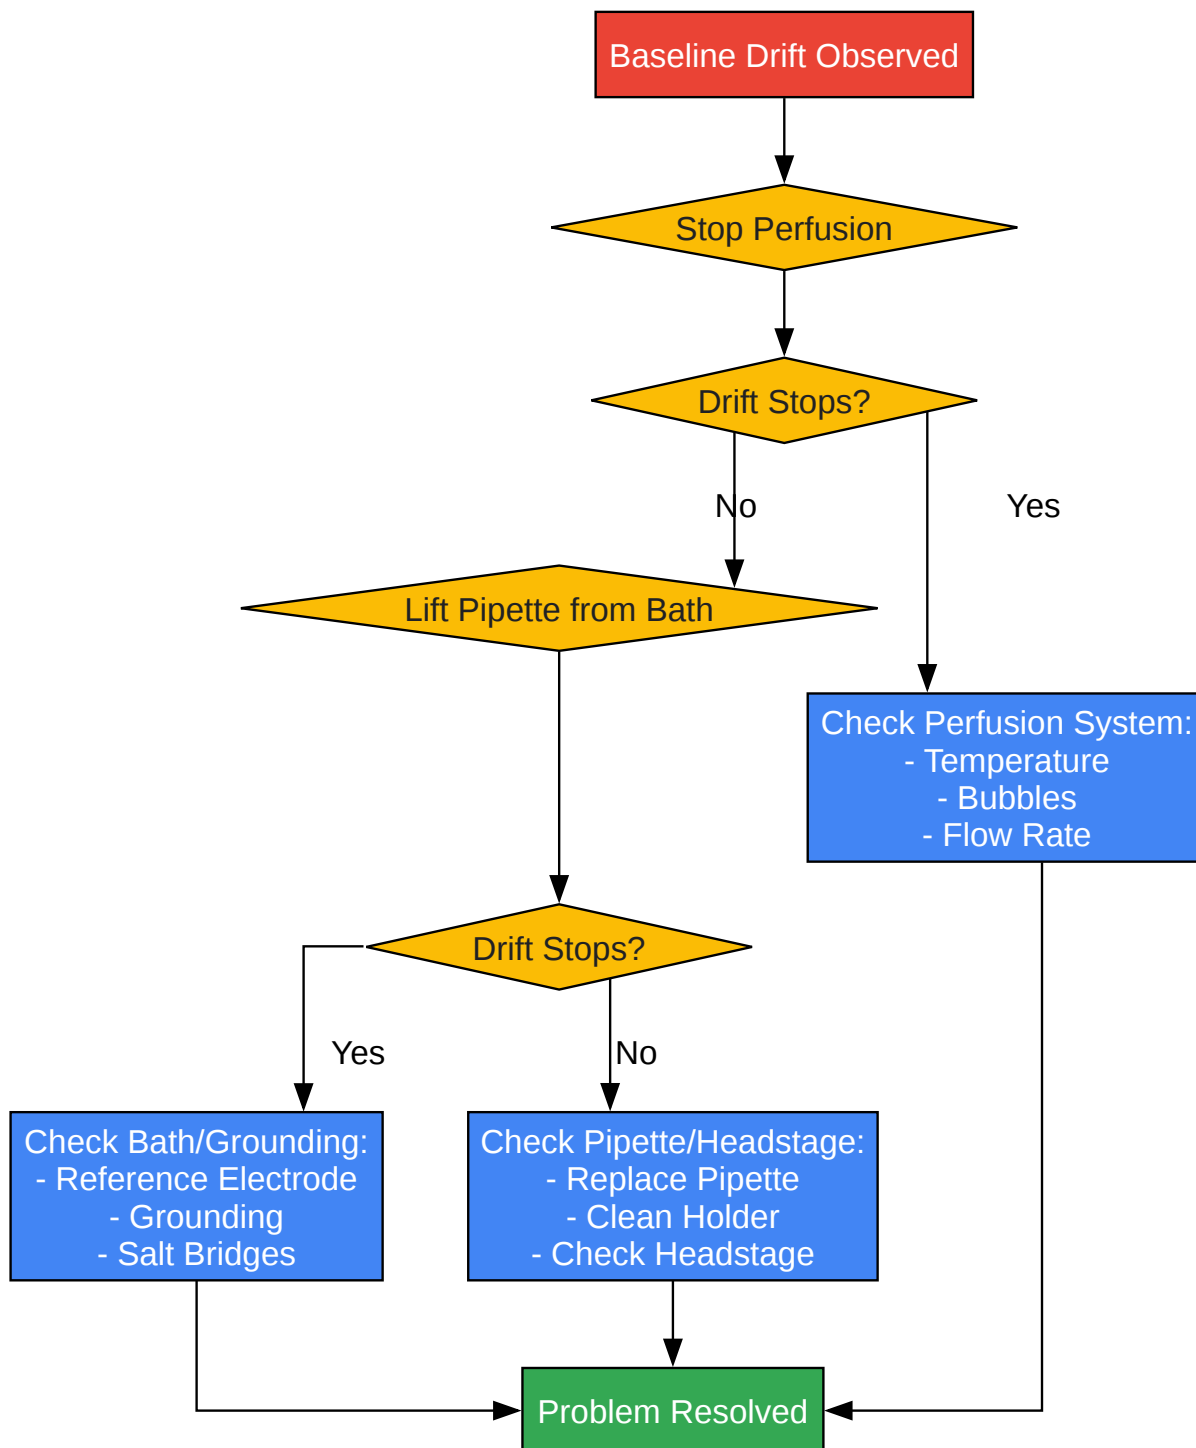 Baseline Drift Observed
Stop Perfusion
Drift Stops?
No
Yes
Lift Pipette from Bath
Check Perfusion System:
- Temperature
- Bubbles
- Flow Rate
Drift Stops?
Yes
No
Check Bath/Grounding:
- Reference Electrode
- Grounding
- Salt Bridges
Check Pipette/Headstage:
- Replace Pipette
- Clean Holder
- Check Headstage
Problem Resolved